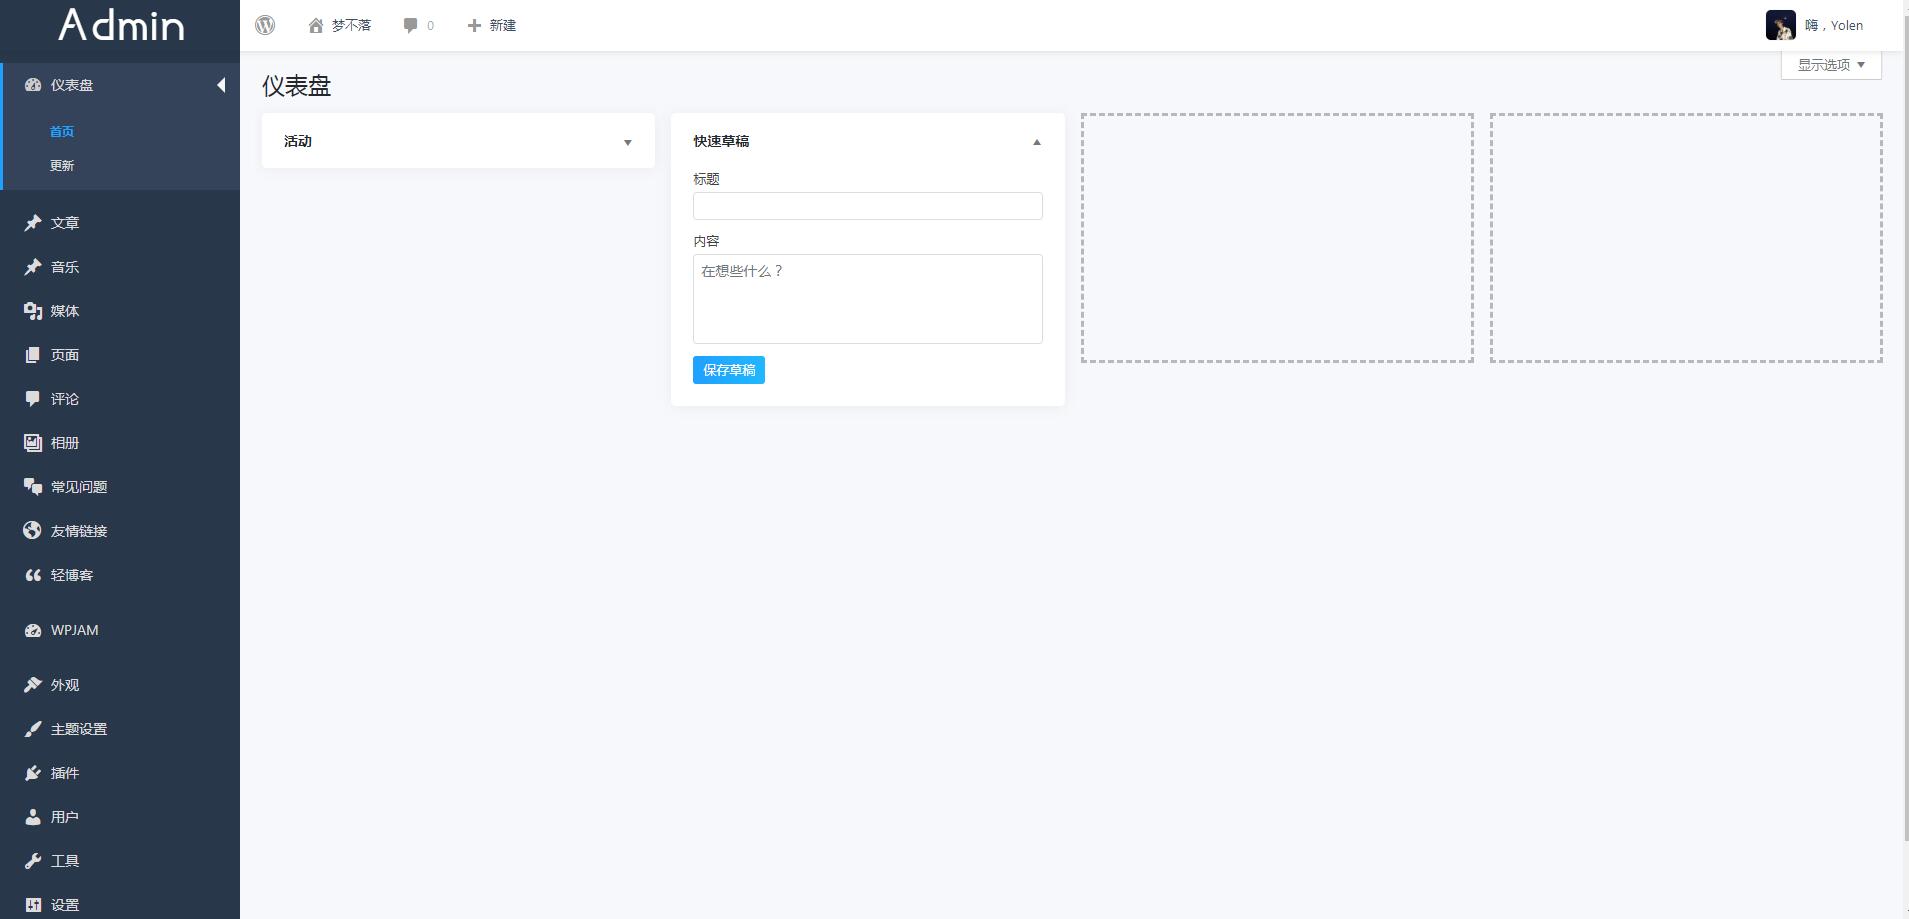 Admin
梦不落
0
新建
嗨，Yolen
显示选项
仪表盘
首页
更新
文章
音乐
媒体
页面
评论
相册
常见问题
友情链接
轻博客
WPJAM
外观
主题设置
插件
用户
工具
设置
仪表盘
活动
快速草稿
标题
内容
在想些什么？
保存草稿